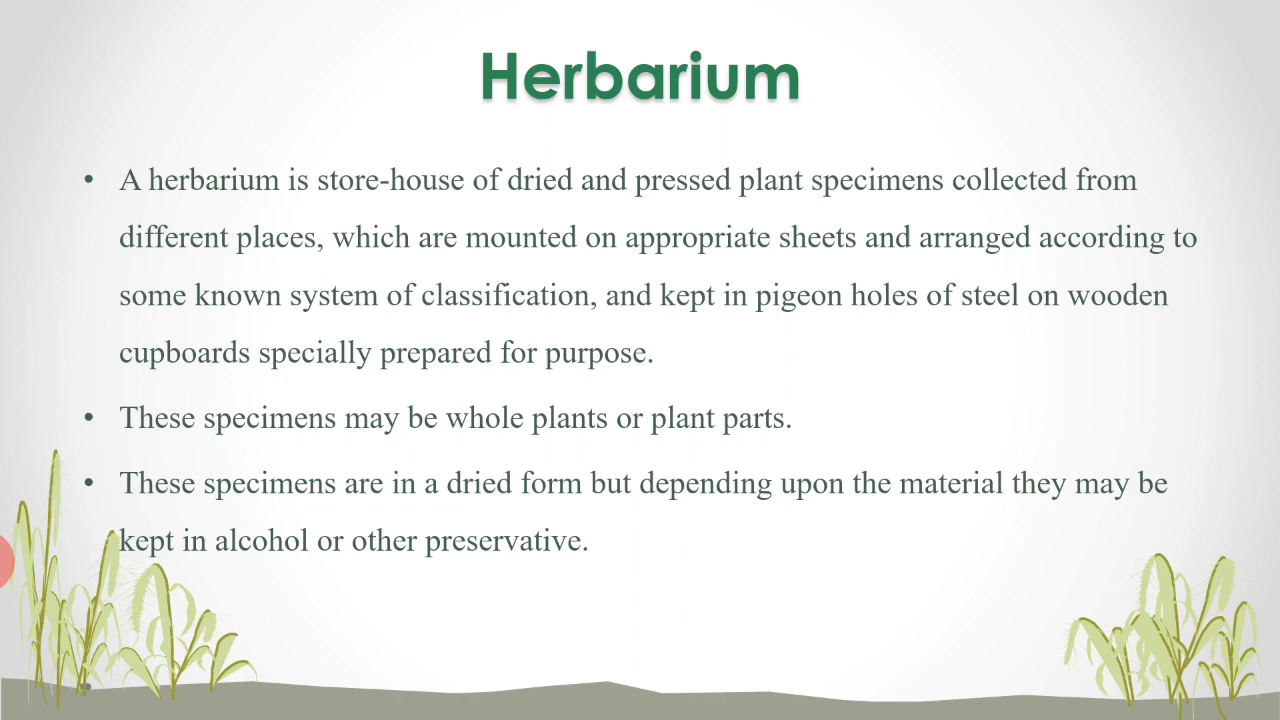 Herbarium
• A herbarium is store-house of dried and pressed plant specimens collected from
different places, which are mounted on appropriate sheets and arranged according to
some known system of classification, and kept in pigeon holes of steel on wooden
cupboards specially prepared for purpose.
• These specimens may be whole plants or plant parts.
• These specimens are in a dried form but depending upon the material they may be
kept in alcohol or other preservative.